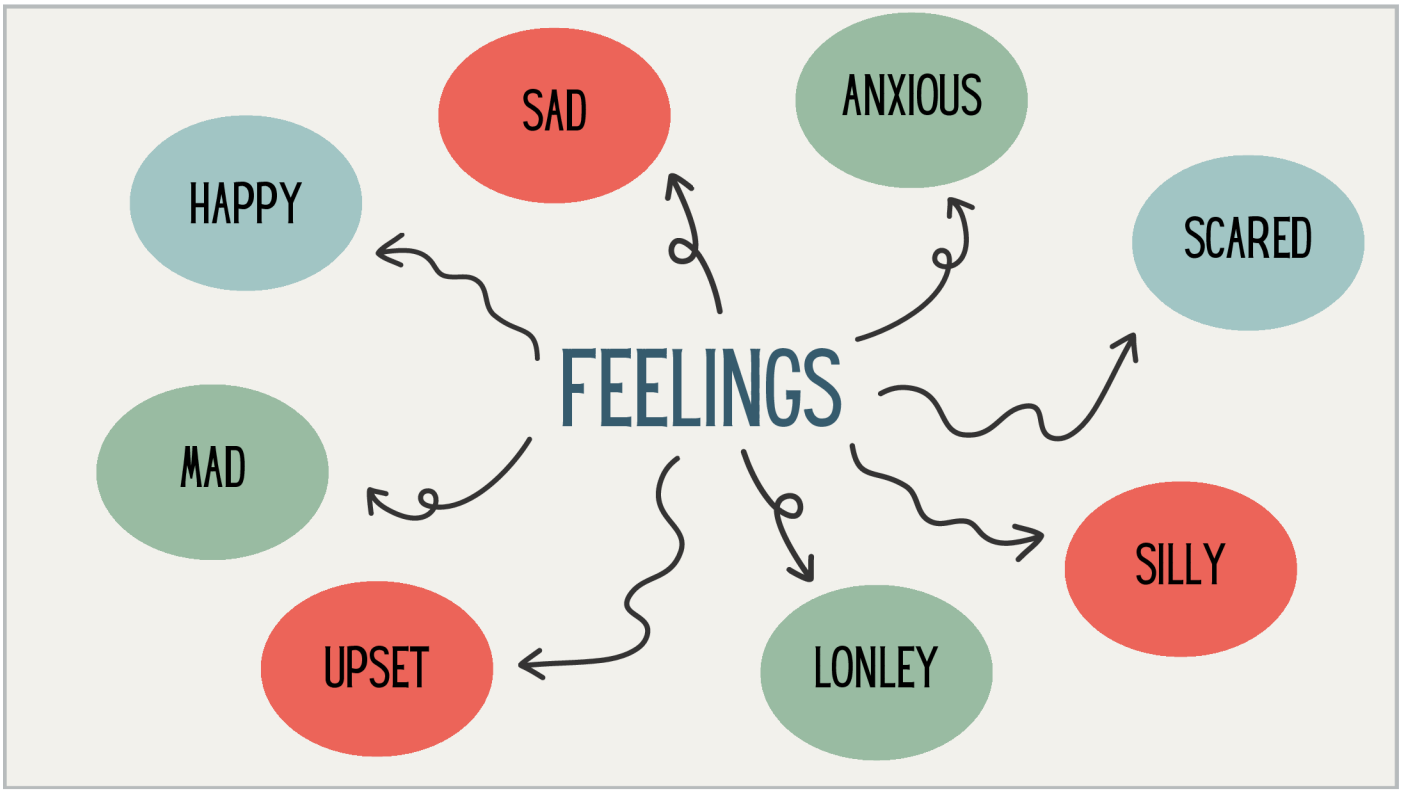 SAD
ANXIOUS
HAPPY
SCARED
FEELINGS
MAD
SILLY
UPSET
LONLEY